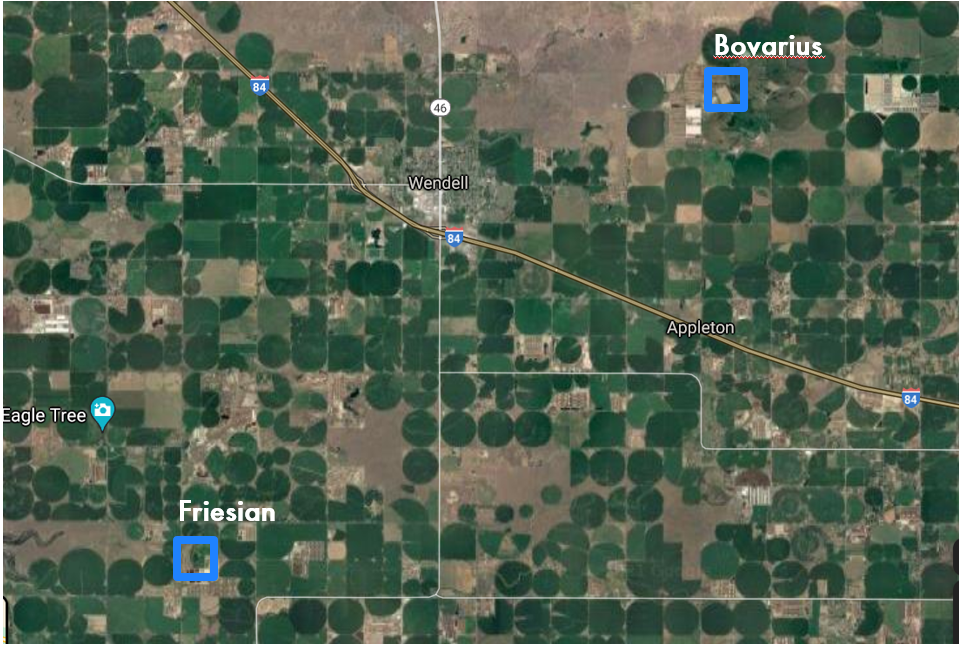 Bovarius
84
46
Wendell
84
Appleton
84
Eagle Tree
Friesian